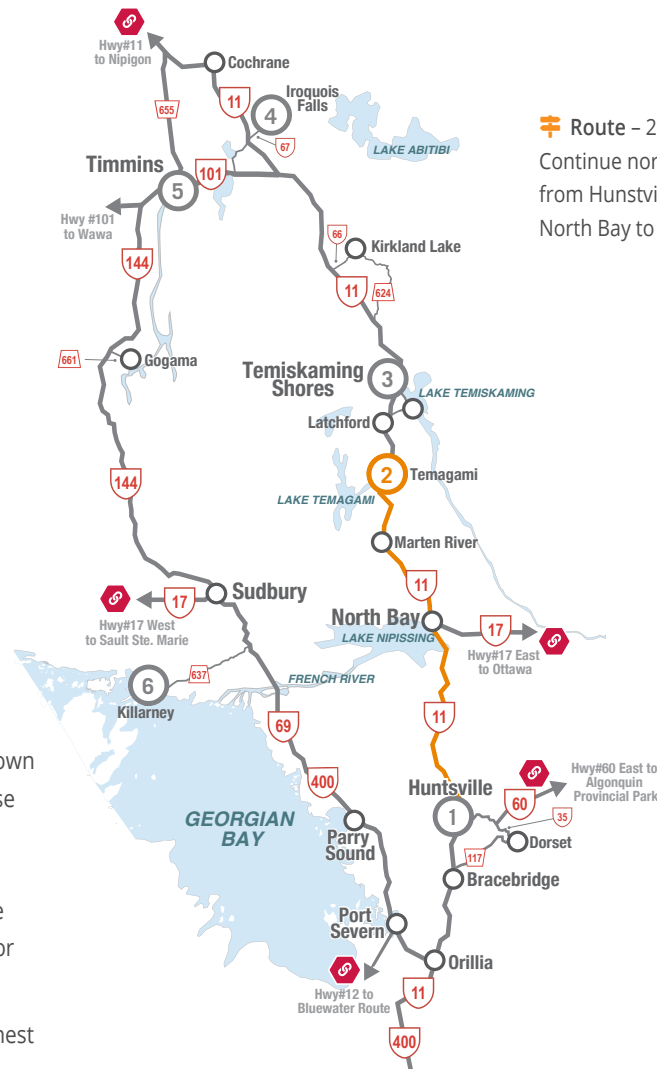 Hwy#11
to Nipigon
Cochrane
655
11
Iroquois
Falls
4
67
LAKE ABITIBI
Route – 2
Continue nor
from Hunstvi
North Bay to
Timmins
101
5
Hwy #101
to Wawa
144
66
Kirkland Lake
11
624
661
Gogama
Temiskaming
Shores
3
LAKE TEMISKAMING
Latchford
2
Temagami
LAKE TEMAGAMI
144
Marten River
11
Sudbury
17
Hwy#17 West
to Sault Ste. Marie
North Bay
LAKE NIPISSING
17
Hwy#17 East
to Ottawa
637
6
Killarney
FRENCH RIVER
69
11
own
se
400
Huntsville
1
Hwy#60 East to
Algonquin
Provincial Park
60
35
GEORGIAN
BAY
Parry
Sound
Dorset
117
Bracebridge
e
or
Port
Severn
Orillia
Hwy#12 to
Bluewater Route
11
nest
400